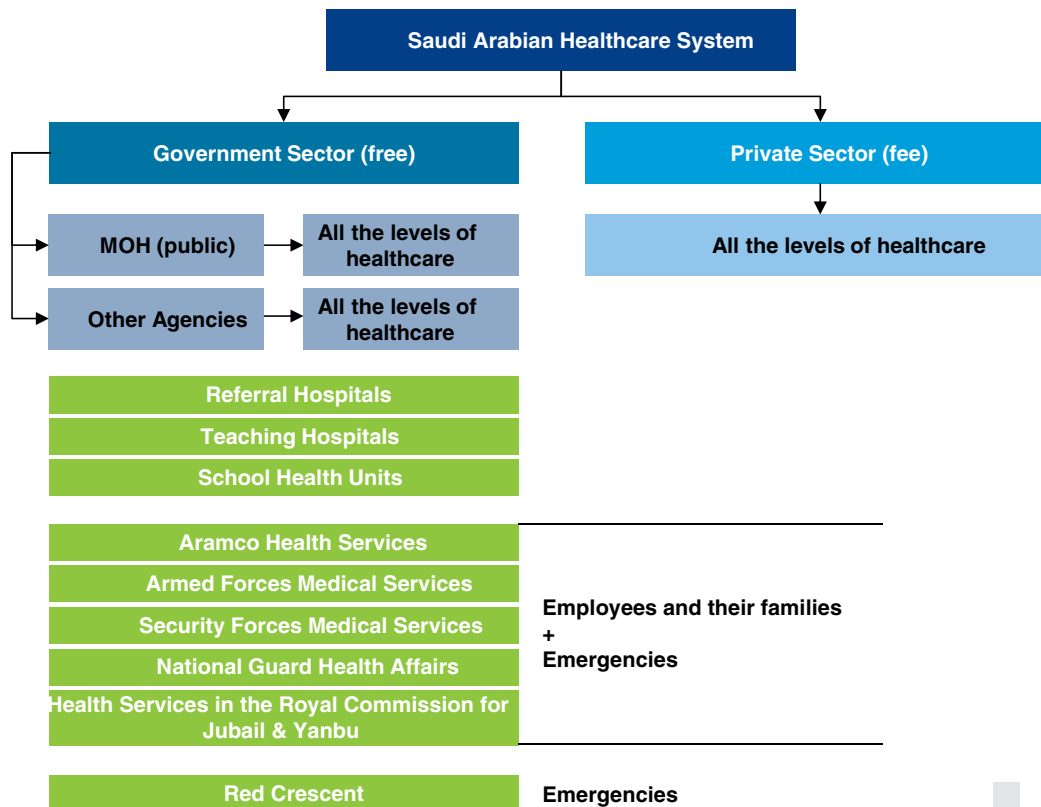 Saudi Arabian Healthcare System
Government Sector (free)
Private Sector (fee)
MOH (public)
All the levels of
healthcare
All the levels of healthcare
Other Agencies
All the levels of
healthcare
Referral Hospitals
Teaching Hospitals
School Health Units
Aramco Health Services
Armed Forces Medical Services
Security Forces Medical Services
National Guard Health Affairs
Health Services in the Royal Commission for
Jubail & Yanbu
Employees and their families
+
Emergencies
Red Crescent
Emergencies